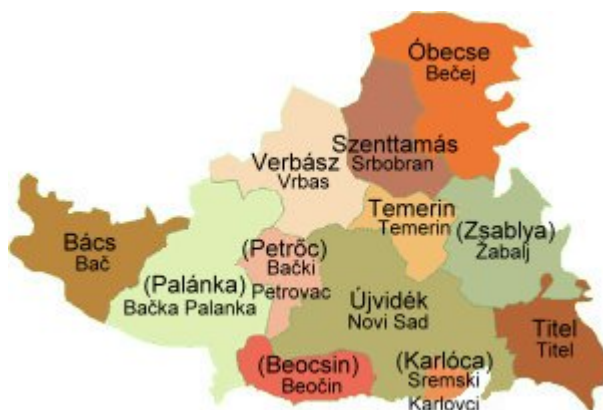 Óbecse
Bečej
Szenttamás
Srbobran
Verbász
Vrbas
Temerin
Temerin
(Zsablya)
Žabalj
Bács
Bač
(Petrőc)
Bački
Petrovac
(Palánka)
Bačka Palanka
Újvidék
Novi Sad
Titel
Titel
(Beocsin)
Beočin
(Karlóca)
Sremski
Karlovci